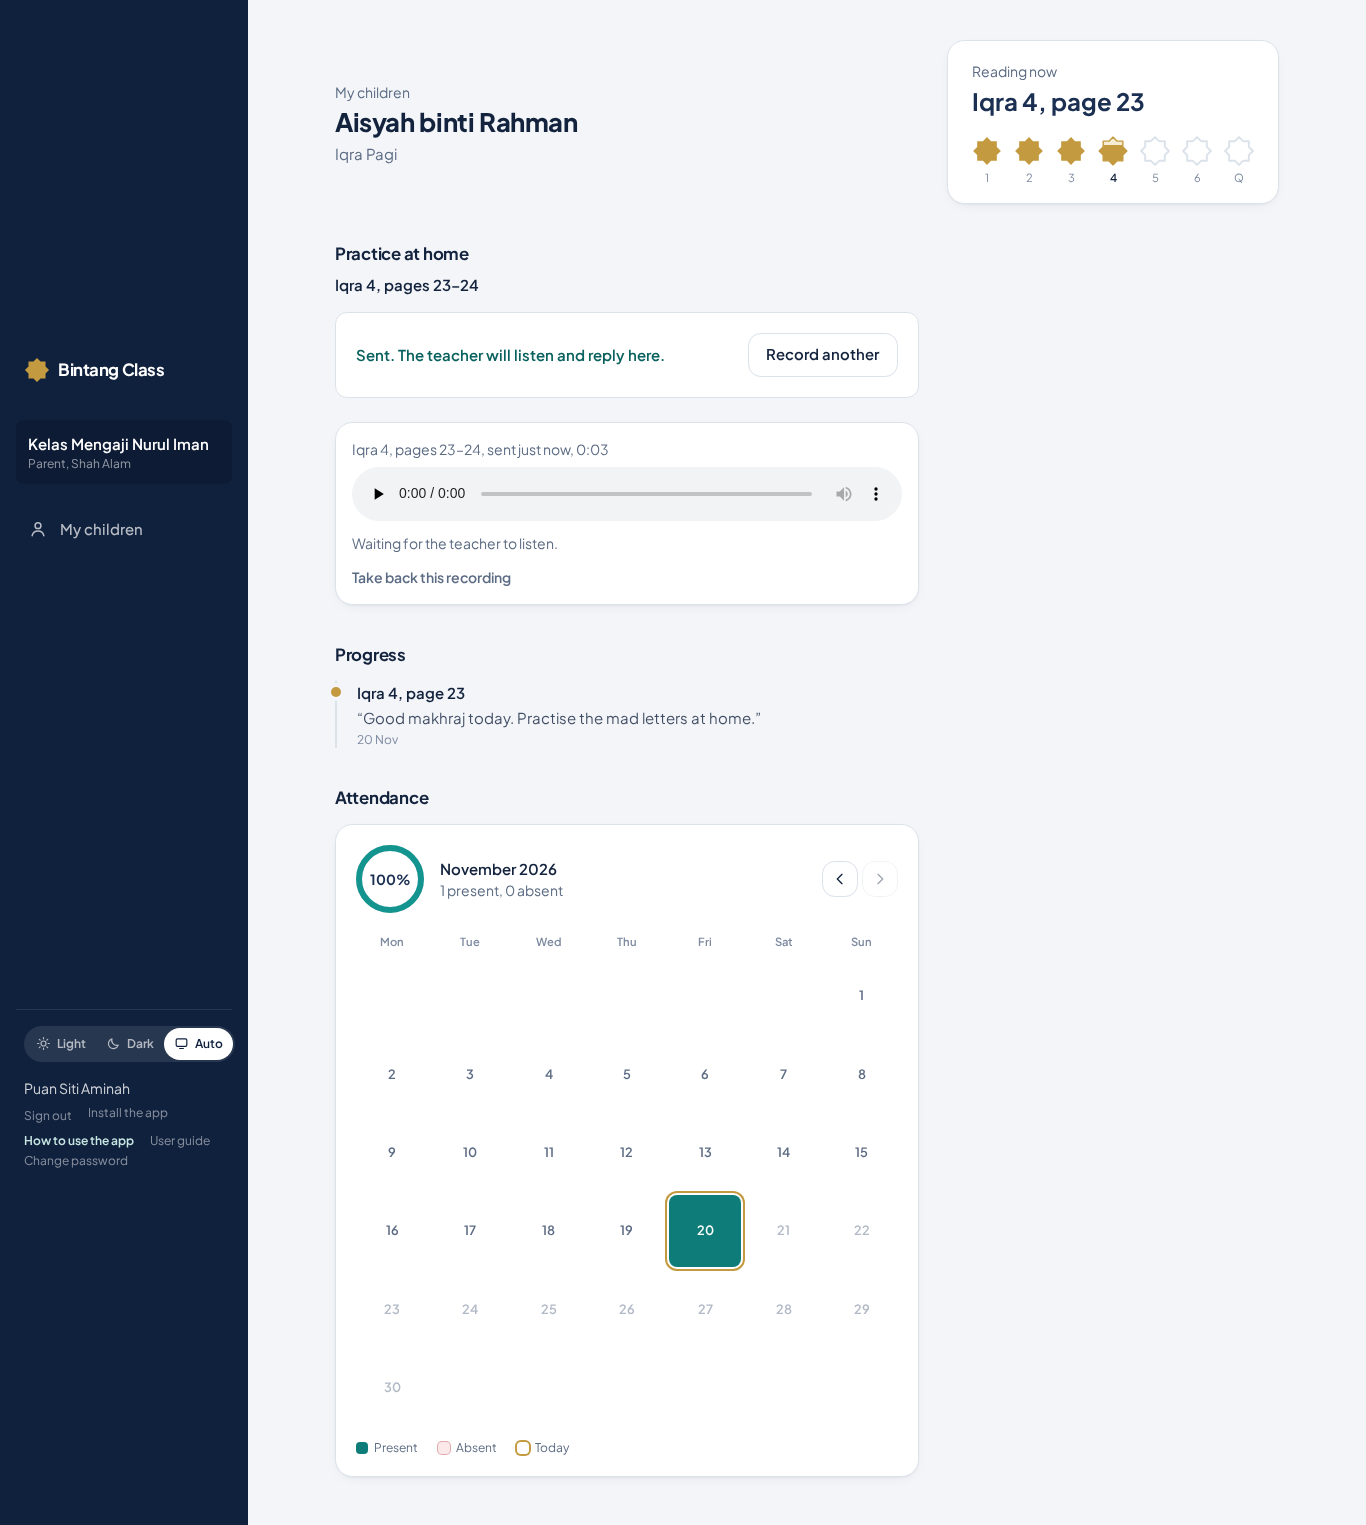 Bintang Class
Kelas Mengaji Nurul Iman
Parent, Shah Alam
My children
Light Dark Auto
Puan Siti Aminah
Sign out Install the app
How to use the app User guide
Change password
My children
Aisyah binti Rahman
Iqra Pagi
Reading now
Iqra 4, page 23
1 2 3 4 5 6 Q
Practice at home
Iqra 4, pages 23–24
Sent. The teacher will listen and reply here.
Record another
Iqra 4, pages 23–24, sent just now, 0:03
0:00 / 0:00
Waiting for the teacher to listen.
Take back this recording
Progress
Iqra 4, page 23
“Good makhraj today. Practise the mad letters at home.”
20 Nov
Attendance
100%
November 2026
1 present, 0 absent
Mon Tue Wed Thu Fri Sat Sun
1
2 3 4 5 6 7 8
9 10 11 12 13 14 15
16 17 18 19 20 21 22
23 24 25 26 27 28 29
30
Present Absent Today